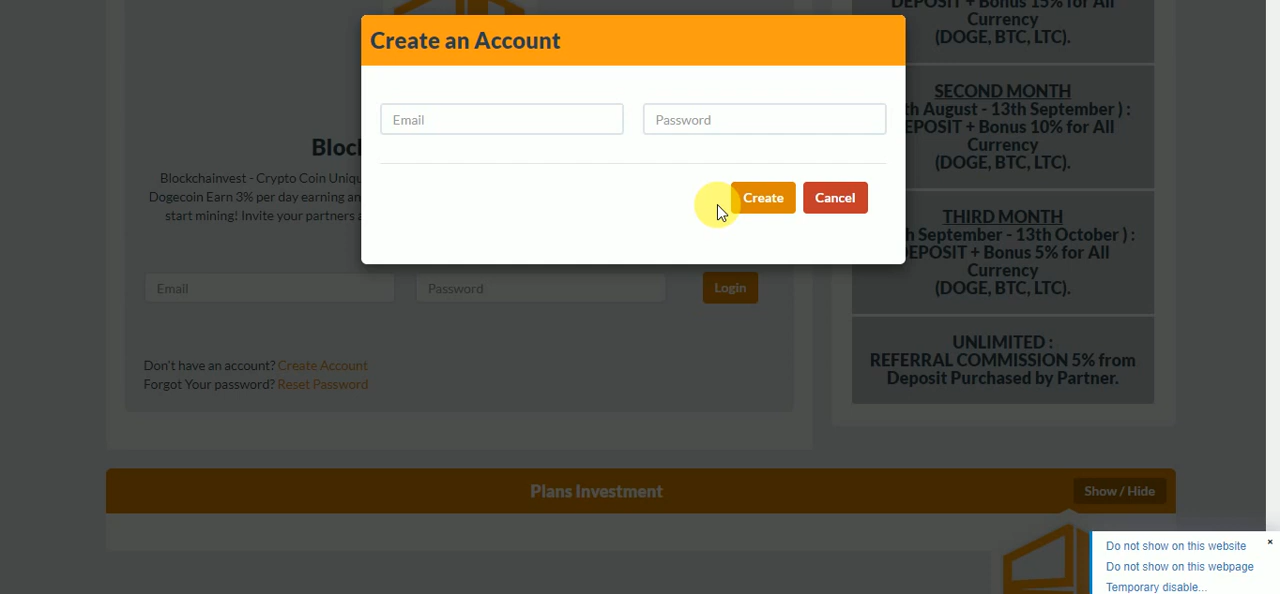 Create an Account
Email
Password
Create
Cancel
Blockchainvest - Crypto Coin
Dogecoin Earn 3% per day earning
start mining! Invite your partners
Email
Password
Login
Don't have an account? Create Account
Forgot Your password? Reset Password
DEPOSIT + Bonus 15% for All
Currency
(DOGE, BTC, LTC).
SECOND MONTH
August - 13th September ) :
+ Bonus 10% for All
Currency
(DOGE, BTC, LTC).
THIRD MONTH
September - 13th October ) :
+ Bonus 5% for All
Currency
(DOGE, BTC, LTC).
UNLIMITED :
REFERRAL COMMISSION 5% from
Deposit Purchased by Partner.
Plans Investment
Show / Hide
Do not show on this website
Do not show on this webpage
Temporary disable...
×